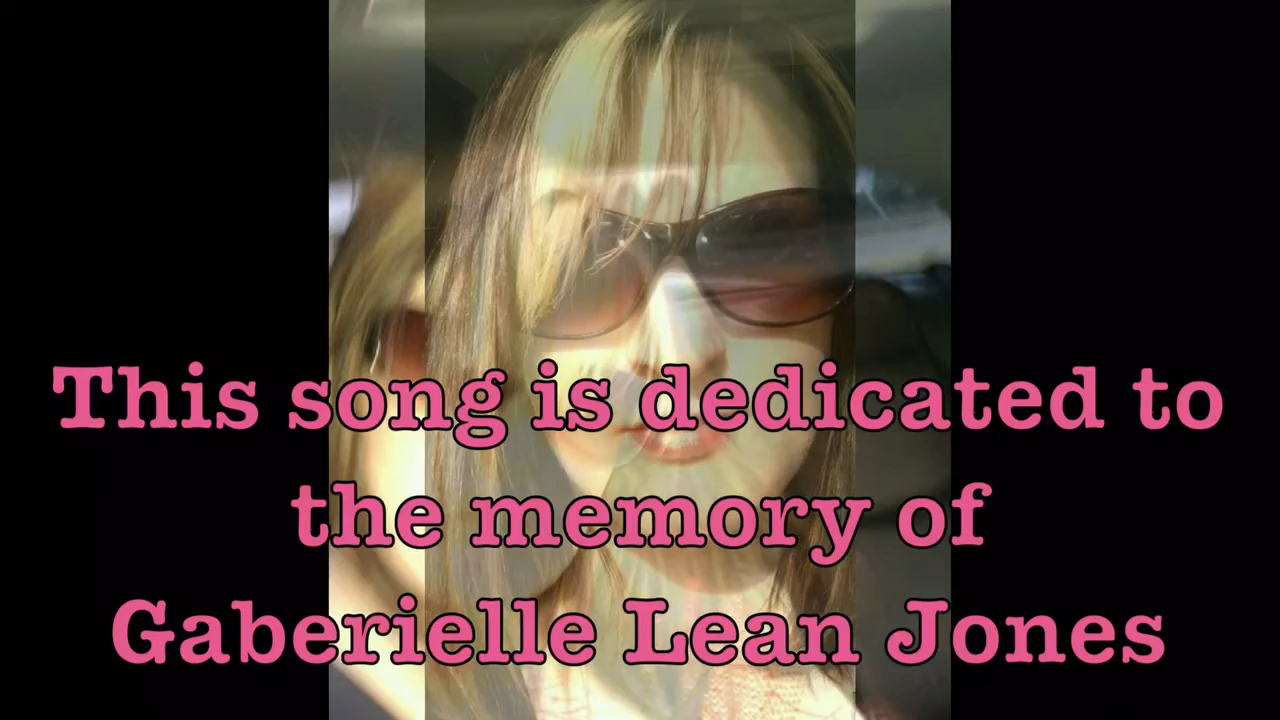 This song is dedicated to
the memory of
Gaberielle Lean Jones